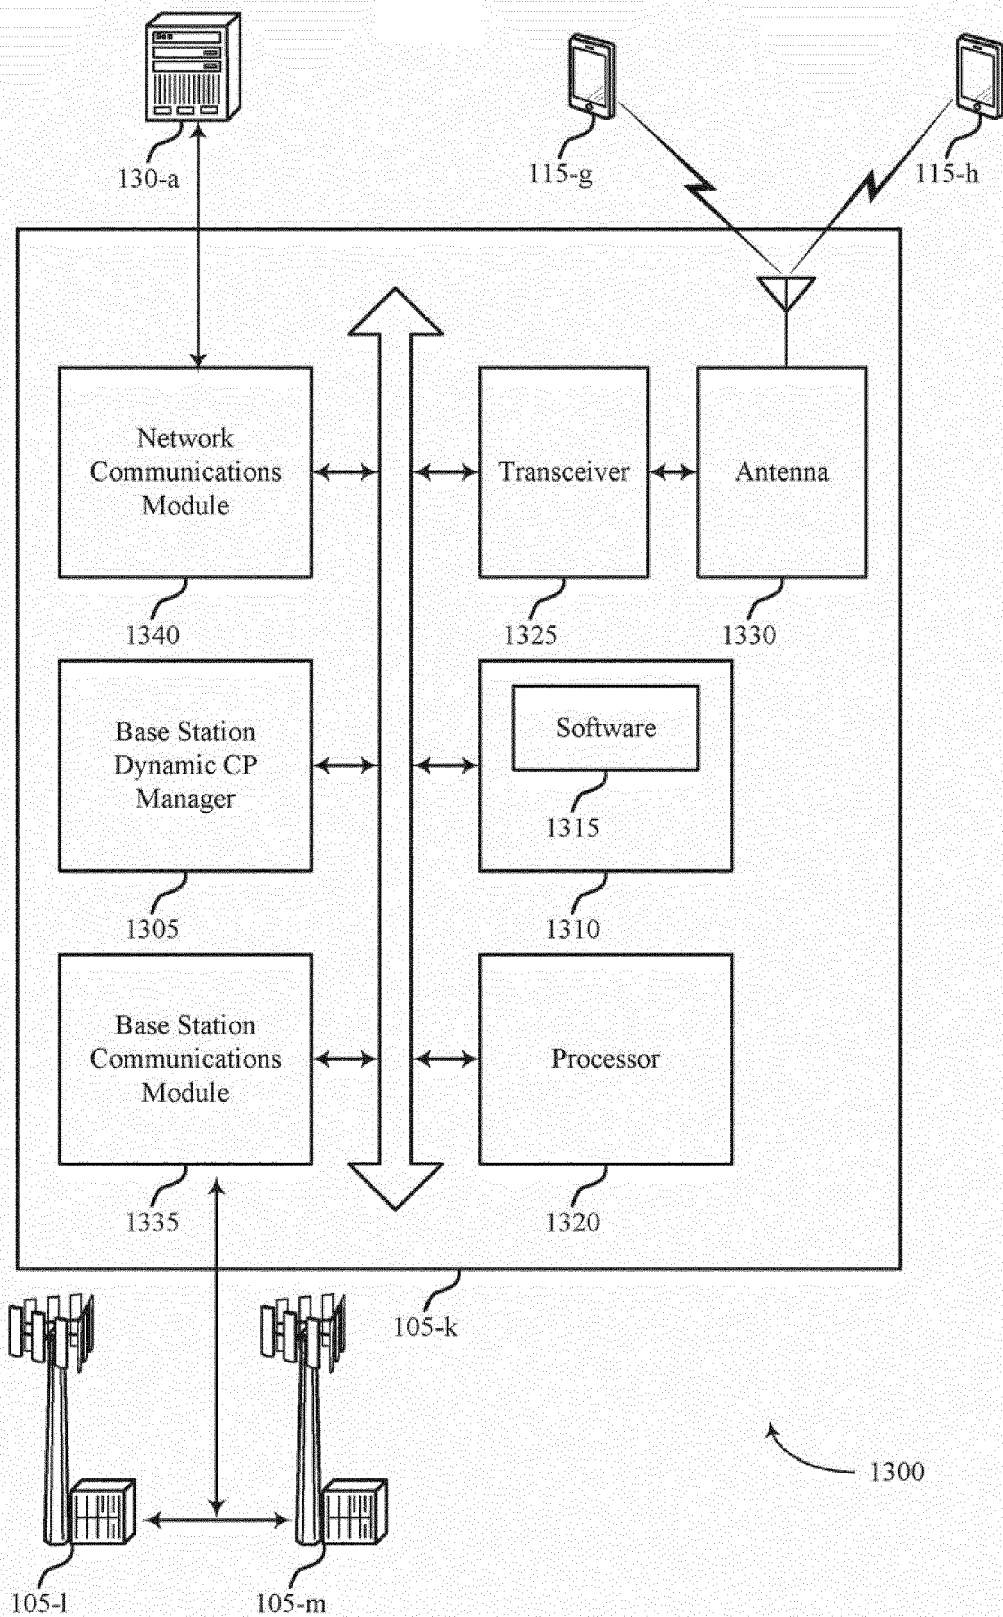 130-a
115-g
115-h
Network
Communications
Module
1340
Transceiver
1325
Antenna
1330
Base Station
Dynamic CP
Manager
1305
Software
1315
1310
Base Station
Communications
Module
1335
Processor
1320
105-k
1300
105-l
105-m